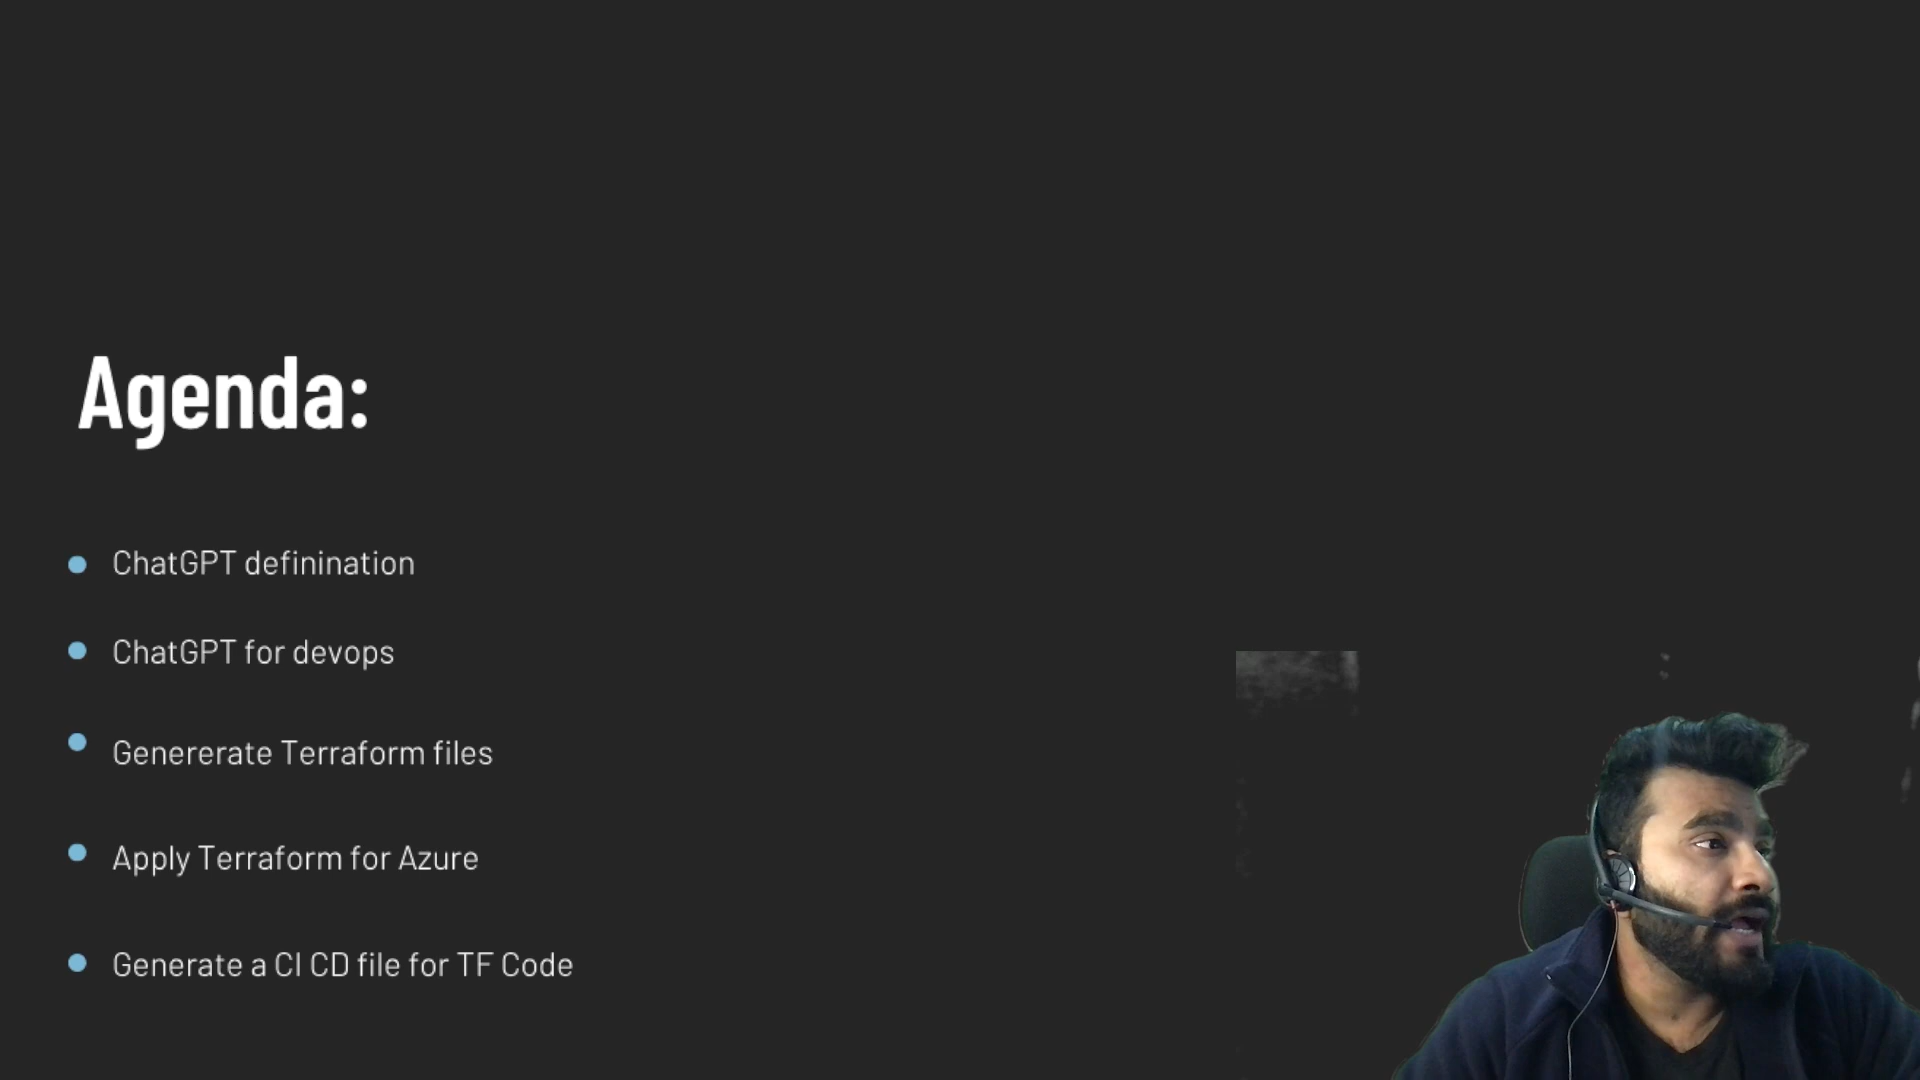 Agenda:
ChatGPT definination
ChatGPT for devops
Genererate Terraform files
Apply Terraform for Azure
Generate a CI CD file for TF Code